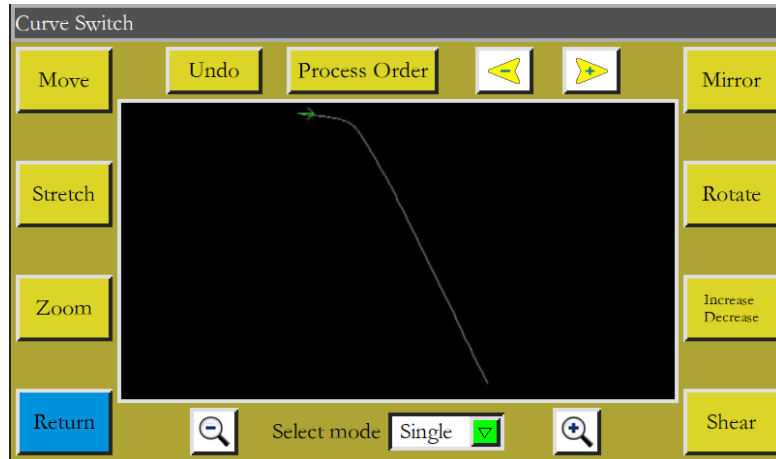 Curve Switch
Move
Undo
Process Order
Mirror
Stretch
Rotate
Zoom
Increase
Decrease
Return
Select mode
Single
Shear